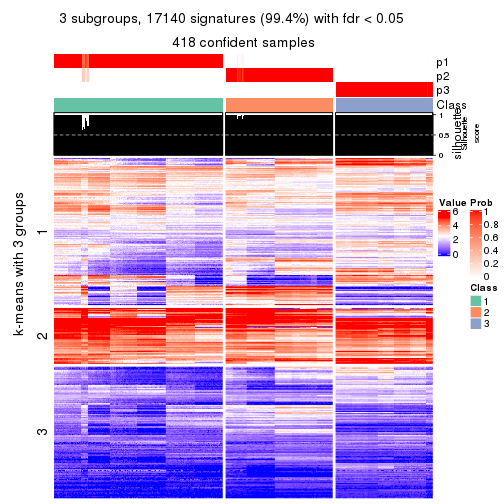 3 subgroups, 17140 signatures (99.4%) with fdr < 0.05
418 confident samples
p1
p2
p3
Class
1
0.5
0
silhouette
Silhouette
score
k-means with 3 groups
1
2
3
Value
6
4
2
0
Prob
1
0.8
0.6
0.4
0.2
0
Class
1
2
3